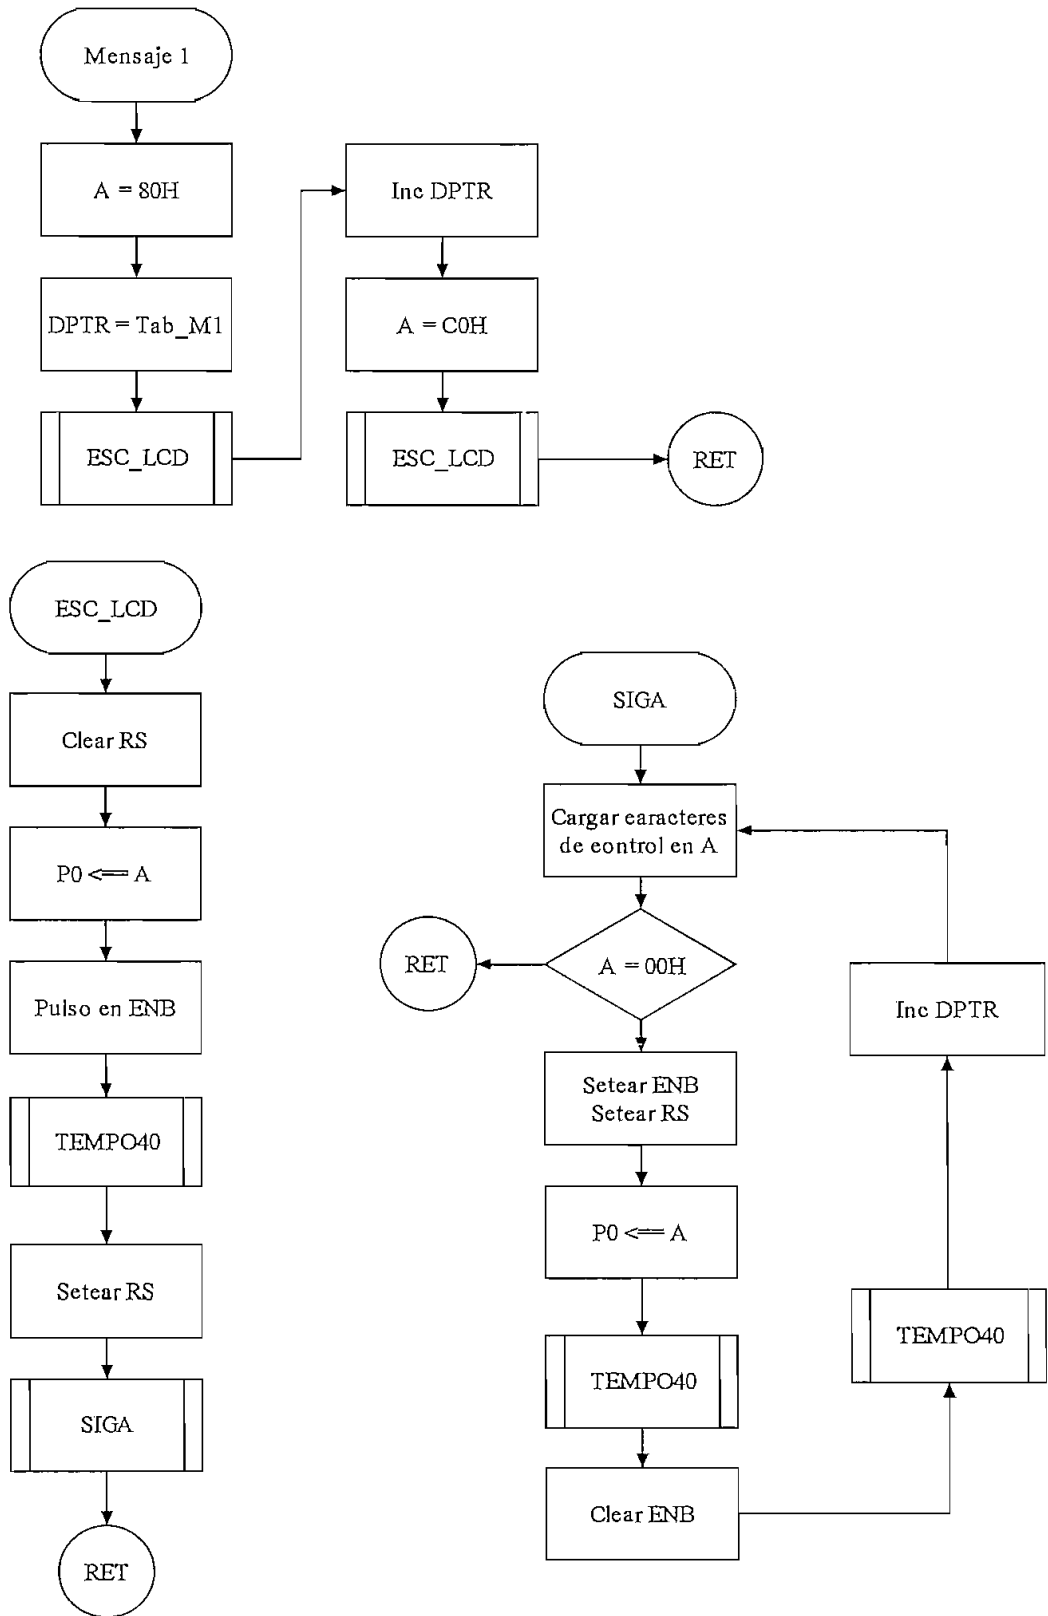 Mensaje 1
A = 80H
DPTR = Tab_M1
ESC_LCD
Inc DPTR
A = C0H
ESC_LCD
RET
ESC_LCD
Clear RS
P0 <== A
Pulso en ENB
TEMPO40
Setear RS
SIGA
RET
SIGA
Cargar caracteres
de control en A
A = 00H
RET
Setear ENB
Setear RS
P0 <== A
TEMPO40
Clear ENB
TEMPO40
Inc DPTR